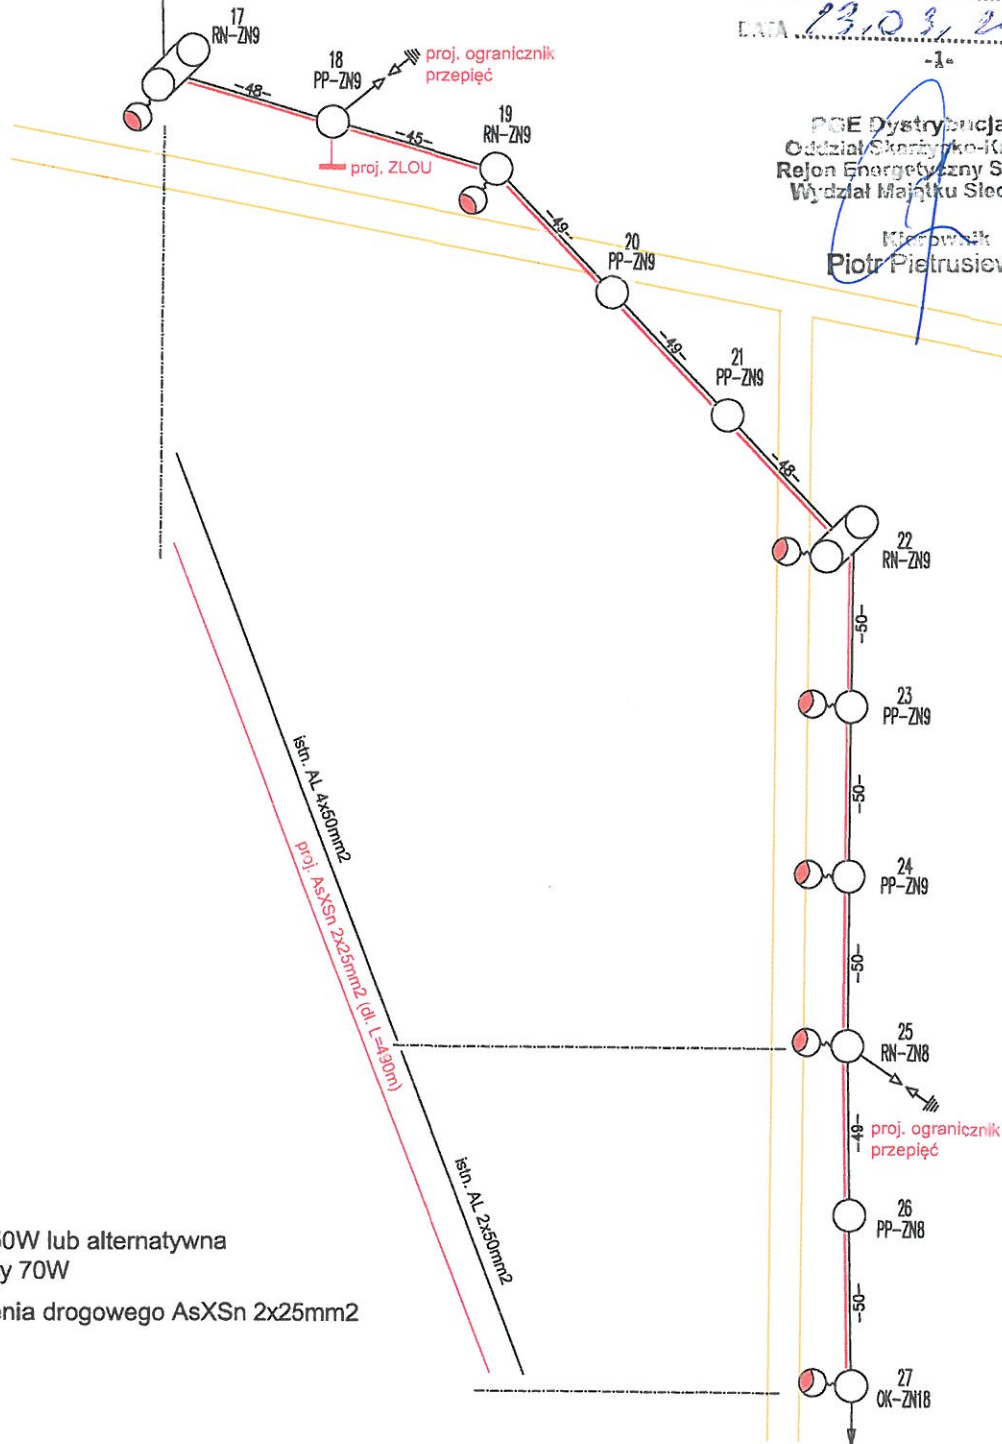 DATA 23.03.
-1-
PGE Dystrybucja
Oddział Skarżysko-
Rejon Energetyczny
Wydział Majątku
Kierownik
Piotr Pietrusiew
17
RN-ZN9
18
PP-ZN9
proj. ogranicznik
przepięć
-48-
19
RN-ZN9
-45-
proj. ZLOU
-49-
20
PP-ZN9
-49-
21
PP-ZN9
-48-
22
RN-ZN9
-50-
23
PP-ZN9
-50-
24
PP-ZN9
-50-
25
RN-ZN8
proj. ogranicznik
przepięć
-49-
26
PP-ZN8
-50-
27
OK-ZN18
istn. AL 4x50mm2
proj. AsXSn 2x25mm2 (dł. L=490m)
istn. AL 2x50mm2
50W lub alternatywna
y 70W
enia drogowego AsXSn 2x25mm2